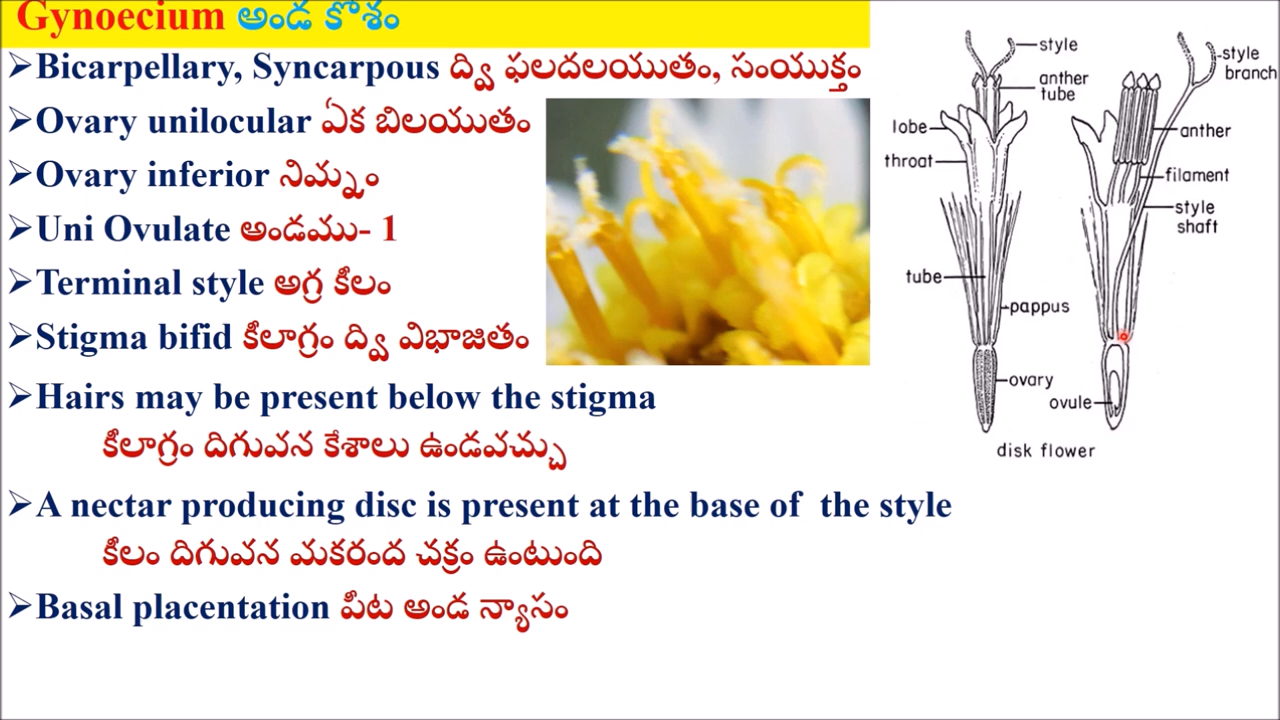 Gynoecium అండ కోశం
➢Bicarpellary, Syncarpous ద్వి ఫలదలయుతం, సంయుక్తం
➢Ovary unilocular ఏక బిలయుతం
➢Ovary inferior నిమ్నం
➢Uni Ovulate అండము- 1
➢Terminal style అగ్ర కీలం
➢Stigma bifid కీలాగ్రం ద్వి విభాజితం
➢Hairs may be present below the stigma
కీలాగ్రం దిగువన కేశాలు ఉండవచ్చు
➢A nectar producing disc is present at the base of the style
కీలం దిగువన మకరంద చక్రం ఉంటుంది
➢Basal placentation పీట అండ న్యాసం
style
anther
tube
lobe
throat
tube
pappus
ovary
style
branch
anther
filament
style
shaft
ovule
disk flower